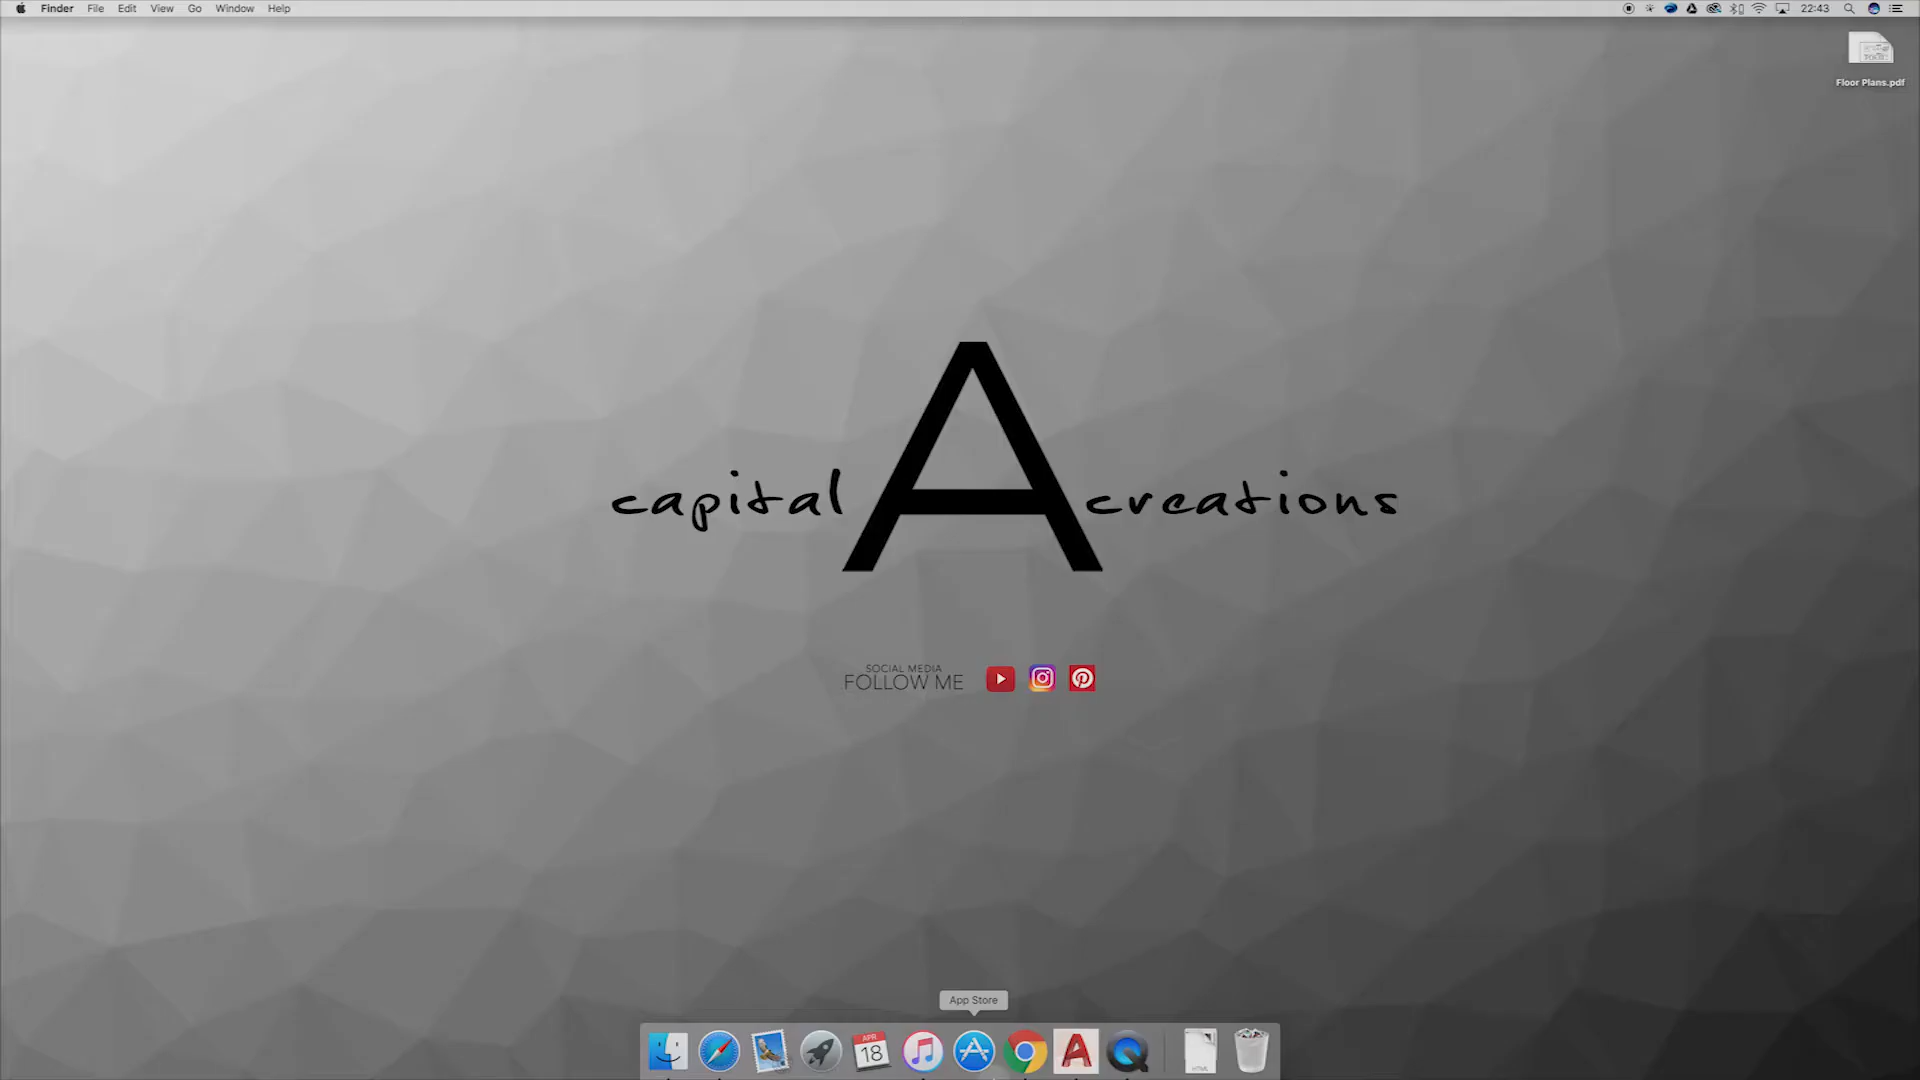 Finder File Edit View Go Window Help
22:43
Floor Plans.pdf
capital A creations
SOCIAL MEDIA
FOLLOW ME
App Store
APR
18
HTML